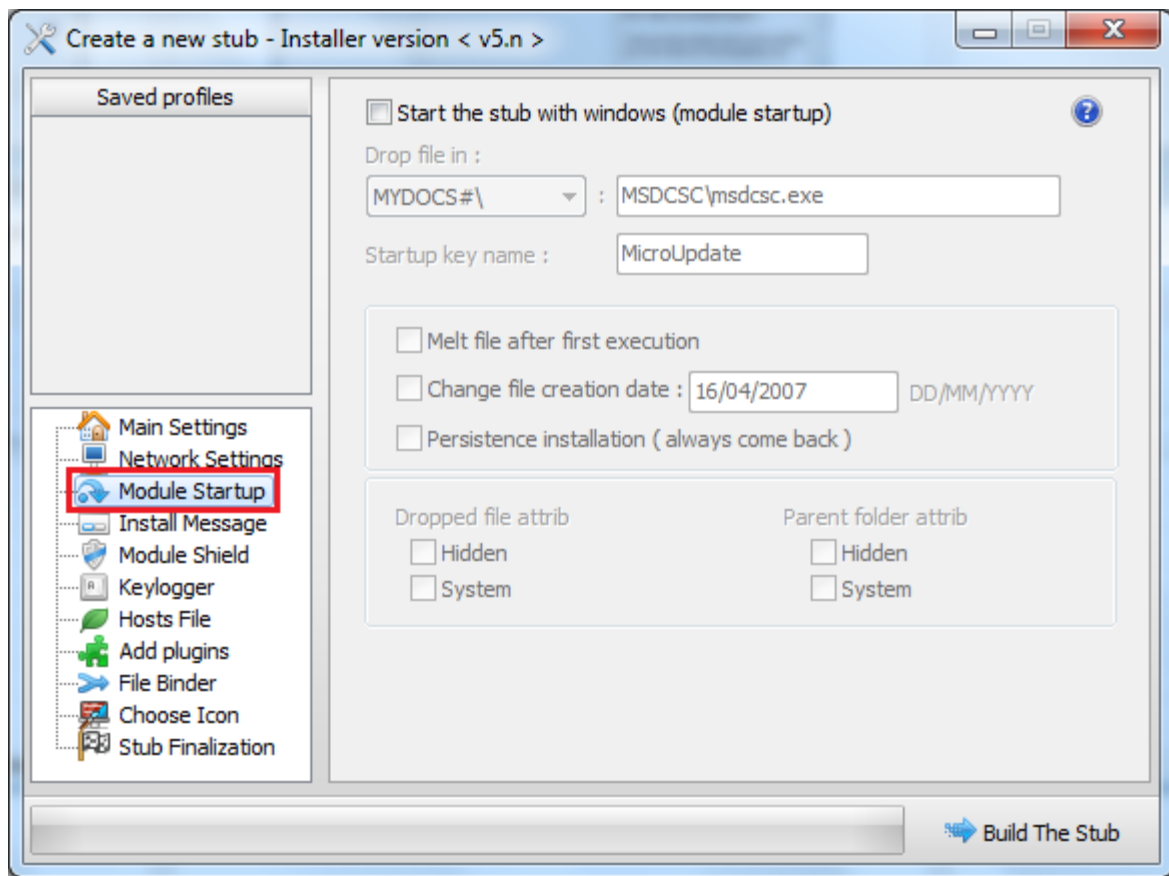 Create a new stub - Installer version < v5.n >
Saved profiles
Main Settings
Network Settings
Module Startup
Install Message
Module Shield
Keylogger
Hosts File
Add plugins
File Binder
Choose Icon
Stub Finalization
Start the stub with windows (module startup)
Drop file in :
MYDOCS#\ : MSDCSC\msdcsc.exe
Startup key name : MicroUpdate
Melt file after first execution
Change file creation date : 16/04/2007 DD/MM/YYYY
Persistence installation ( always come back )
Dropped file attrib
Hidden
System
Parent folder attrib
Hidden
System
Build The Stub